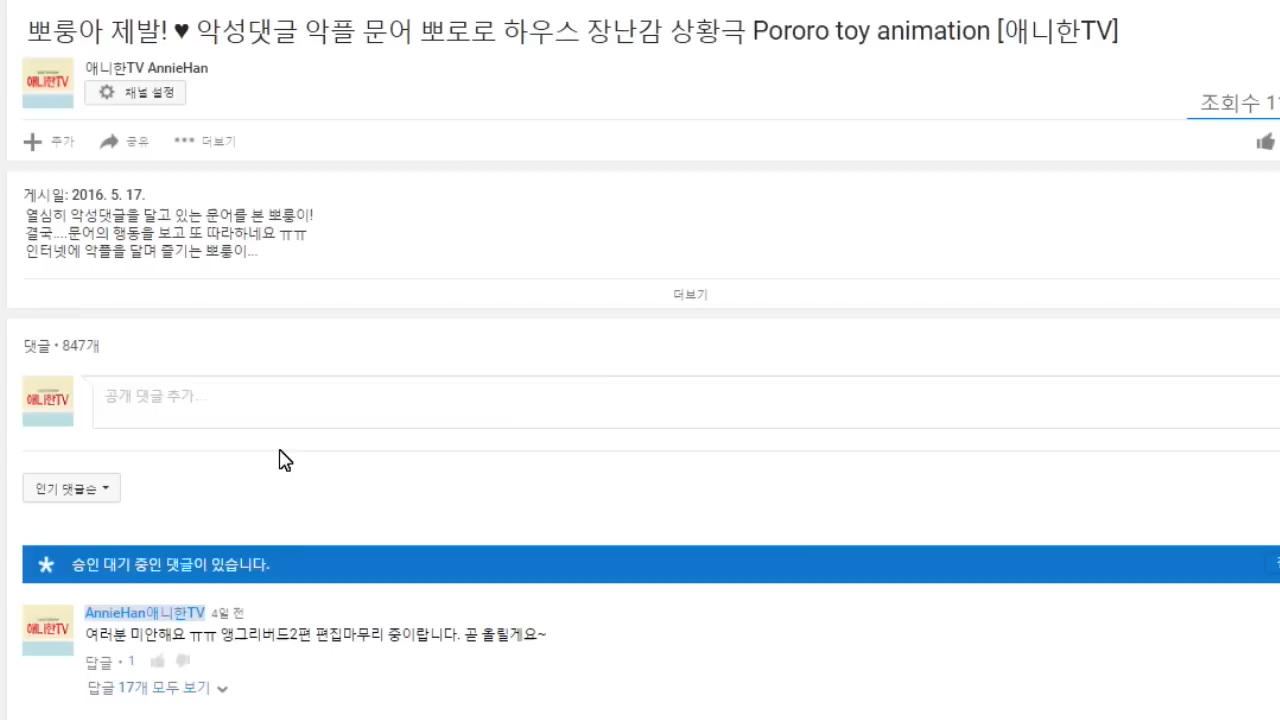 뽀롱아 제발! ♥ 악성댓글 악플 문어 뽀로로 하우스 장난감 상황극 Pororo toy animation [애니한TV]
애니한TV
애니한TV AnnieHan
채널 설정
조회수 1
추가
공유
더보기
게시일: 2016. 5. 17.
열심히 악성댓글을 달고 있는 문어를 본 뽀롱이!
결국....문어의 행동을 보고 또 따라하네요 ㅠㅠ
인터넷에 악플을 달며 즐기는 뽀롱이...
더보기
댓글 • 847개
애니한TV
공개 댓글 추가...
인기 댓글순
승인 대기 중인 댓글이 있습니다.
애니한TV
AnnieHan애니한TV 4일 전
여러분 미안해요 ㅠㅠ 앵그리버드2편 편집마무리 중이랍니다. 곧 올릴게요~
답글 • 1
답글 17개 모두 보기